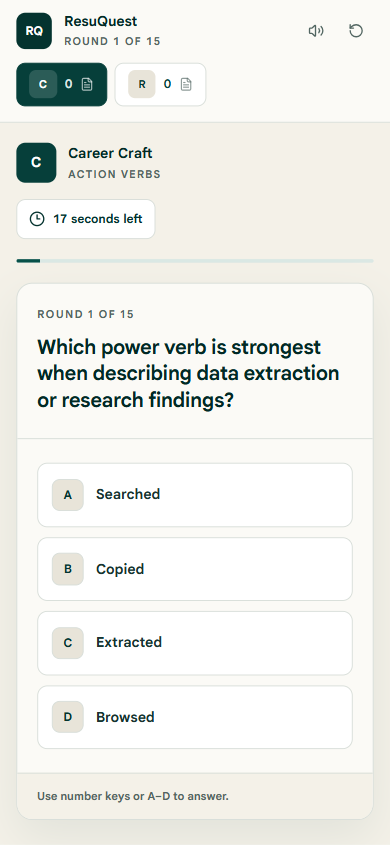 RQ
ResuQuest
ROUND 1 OF 15
C 0
R 0
C
Career Craft
ACTION VERBS
17 seconds left
ROUND 1 OF 15
Which power verb is strongest
when describing data extraction
or research findings?
A Searched
B Copied
C Extracted
D Browsed
Use number keys or A–D to answer.